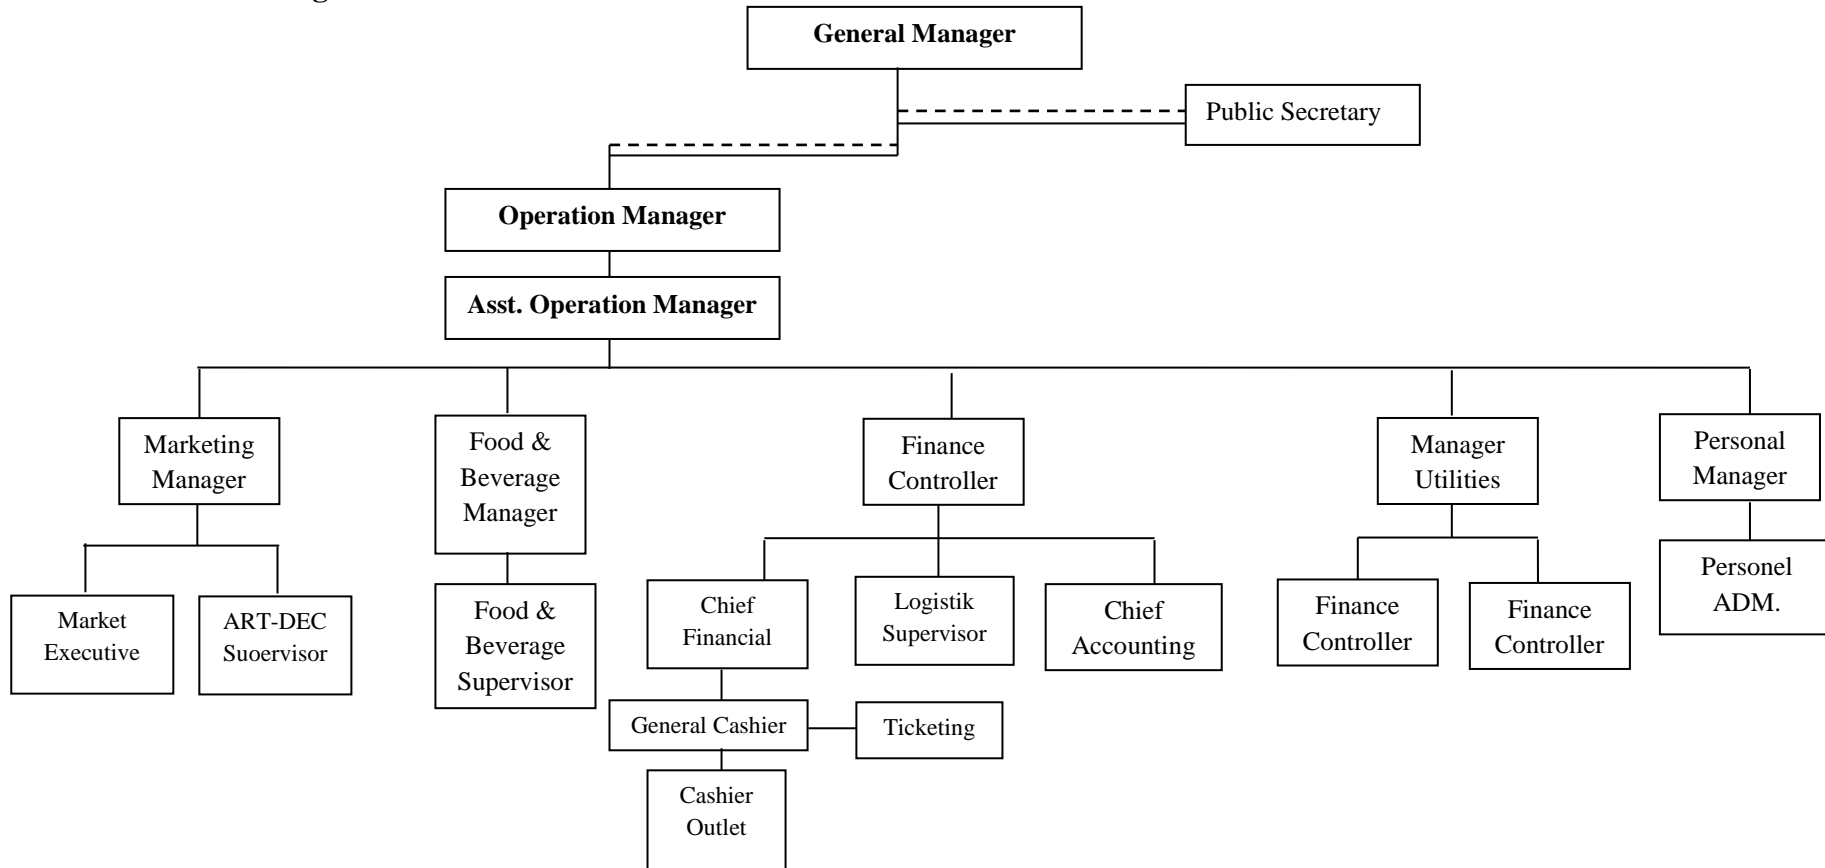 General Manager
Public Secretary
Operation Manager
Asst. Operation Manager
Marketing
Manager
Food &
Beverage
Manager
Finance
Controller
Manager
Utilities
Personal
Manager
Market
Executive
ART-DEC
Suoervisor
Food &
Beverage
Supervisor
Chief
Financial
Logistik
Supervisor
Chief
Accounting
Finance
Controller
Finance
Controller
Personel
ADM.
General Cashier
Ticketing
Cashier
Outlet